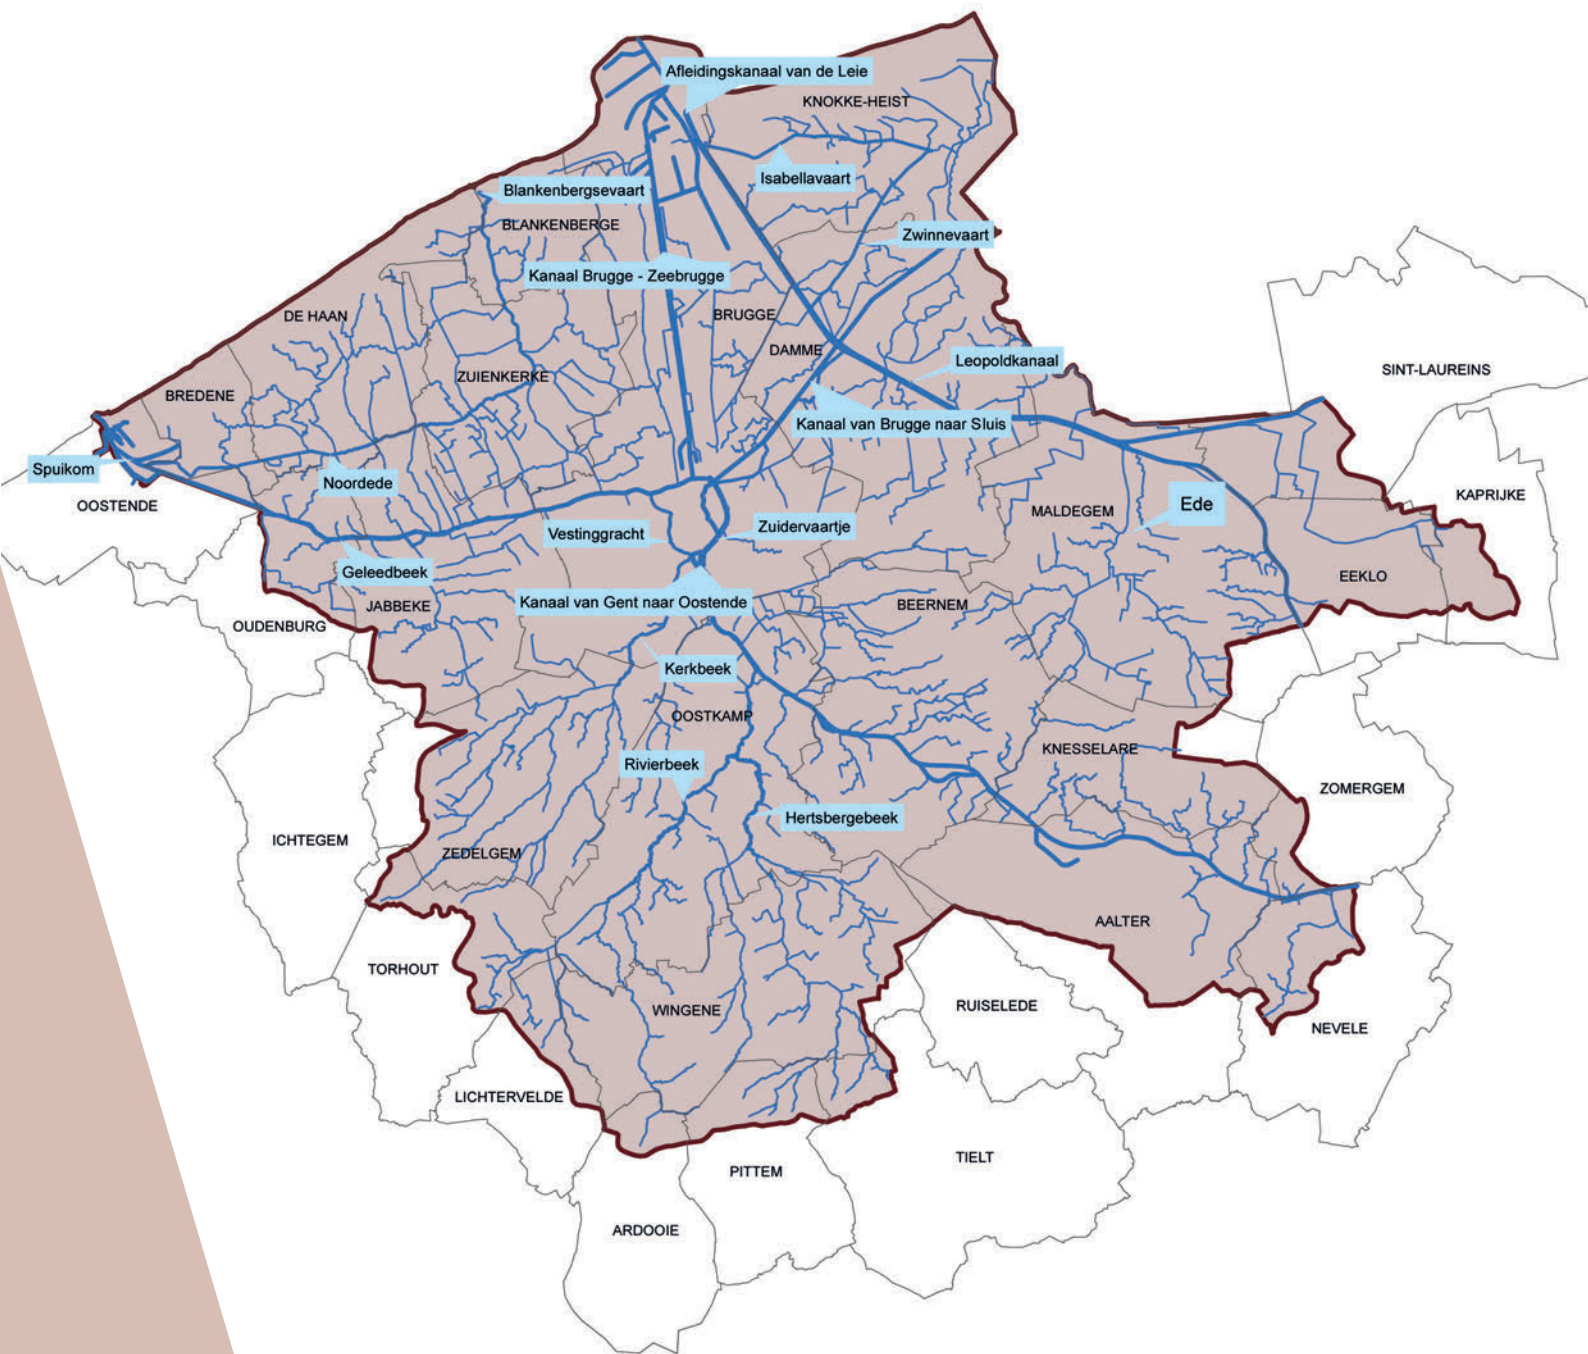 Afleidingskanaal van de Leie
KNOKKE-HEIST
Isabellavaart
Blankenbergsevaart
BLANKENBERGE
Zwinnevaart
Kanaal Brugge - Zeebrugge
DE HAAN
BRUGGE
DAMME
Leopoldkanaal
SINT-LAUREINS
ZUIENKERKE
BREDENE
Kanaal van Brugge naar Sluis
Spuikom
Noordede
OOSTENDE
KAPRIJKE
Ede
MALDEGEM
Vestinggracht
Zuidervaartje
Geleedbeek
EEKLO
Kanaal van Gent naar Oostende
JABBEKE
BEERNEM
OUDENBURG
Kerkbeek
OOSTKAMP
KNESSELARE
Rivierbeek
ZOMERGEM
Hertsbergebeek
ICHTEGEM
ZEDELGEM
AALTER
TORHOUT
RUISELEDE
WINGENE
NEVELE
LICHTERVELDE
TIELT
PITTEM
ARDOOIE